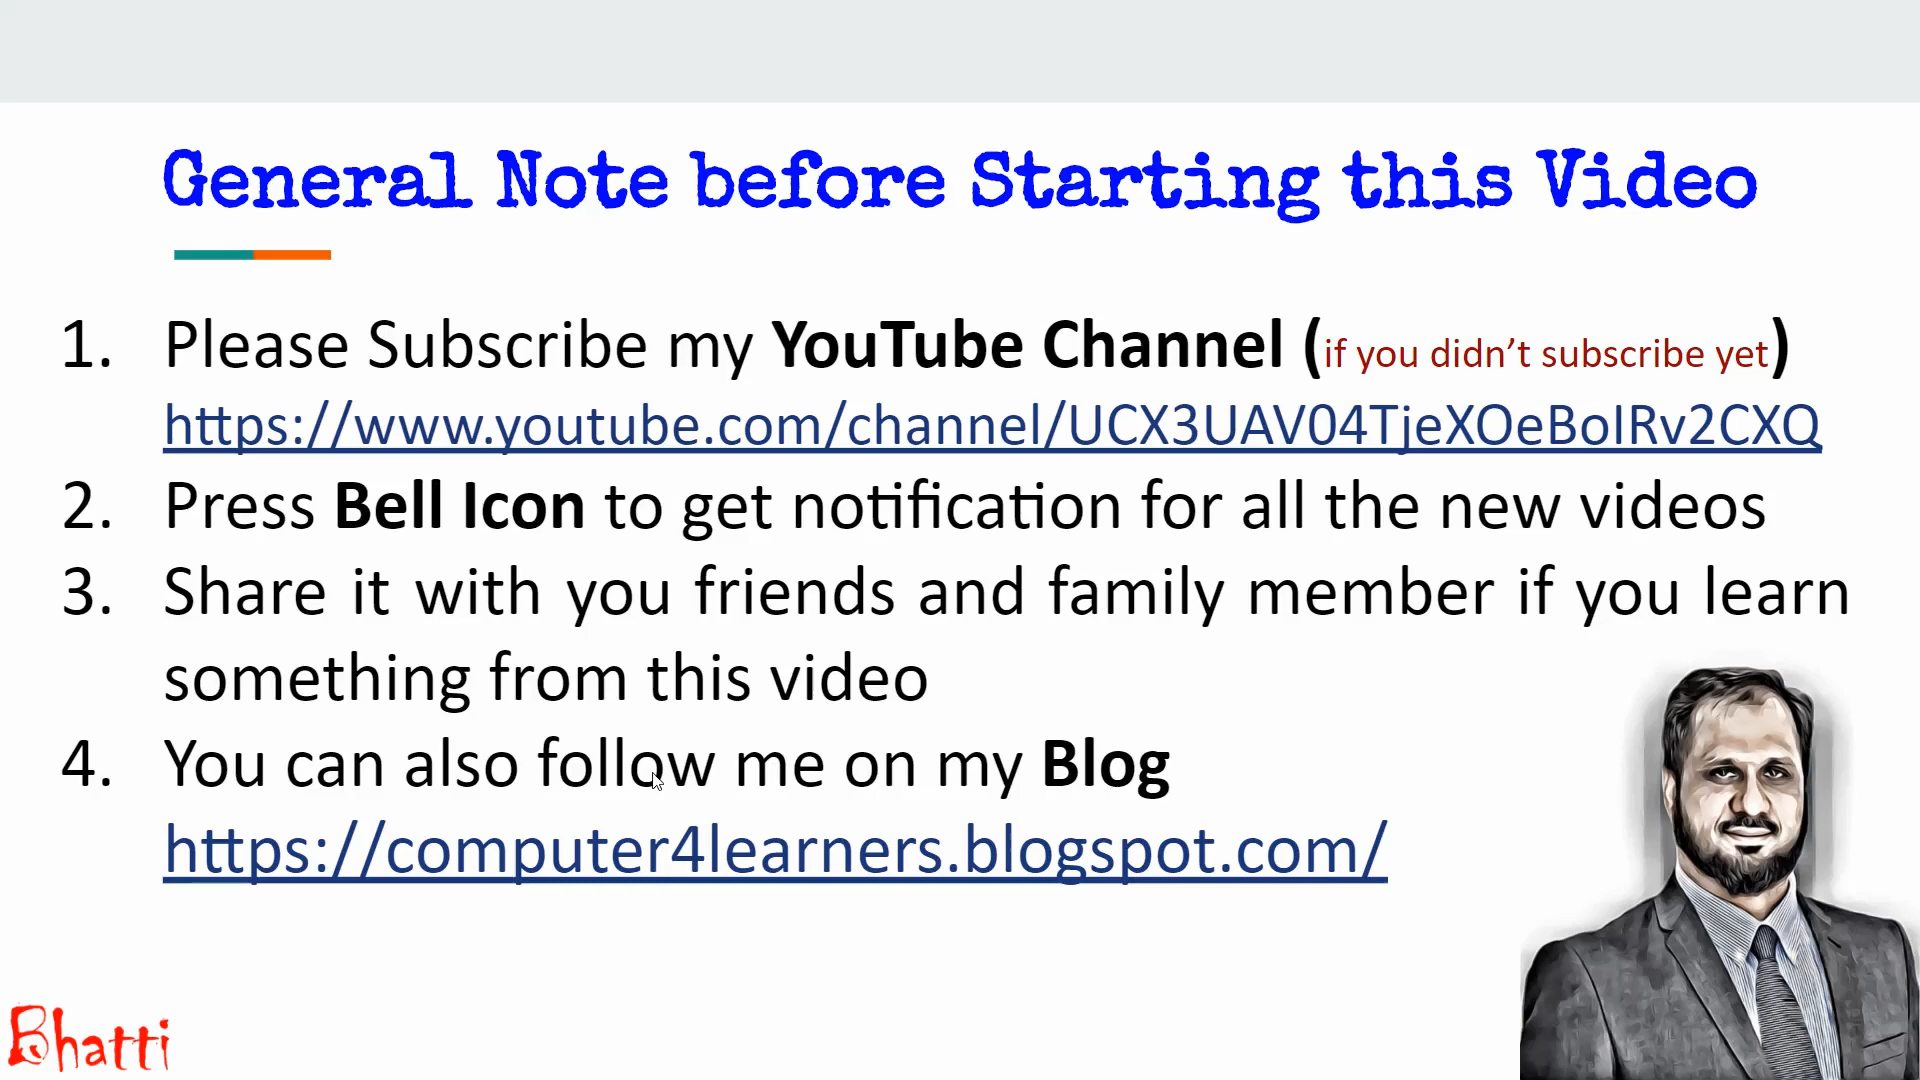 General Note before Starting this Video
1. Please Subscribe my YouTube Channel (if you didn’t subscribe yet)
https://www.youtube.com/channel/UCX3UAV04TjeXOeBoIRv2CXQ
2. Press Bell Icon to get notification for all the new videos
3. Share it with you friends and family member if you learn
something from this video
4. You can also follow me on my Blog
https://computer4learners.blogspot.com/
Bhatti